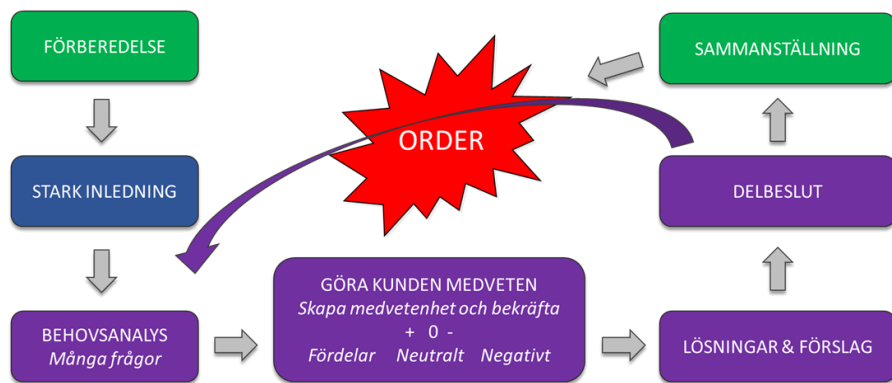 FÖRBEREDELSE
STARK INLEDNING
BEHOVSANALYS
Många frågor
GÖRA KUNDEN MEDVETEN
Skapa medvetenhet och bekräfta
+ 0 -
Fördelar Neutralt Negativt
LÖSNINGAR & FÖRSLAG
DELBESLUT
SAMMANSTÄLLNING
ORDER